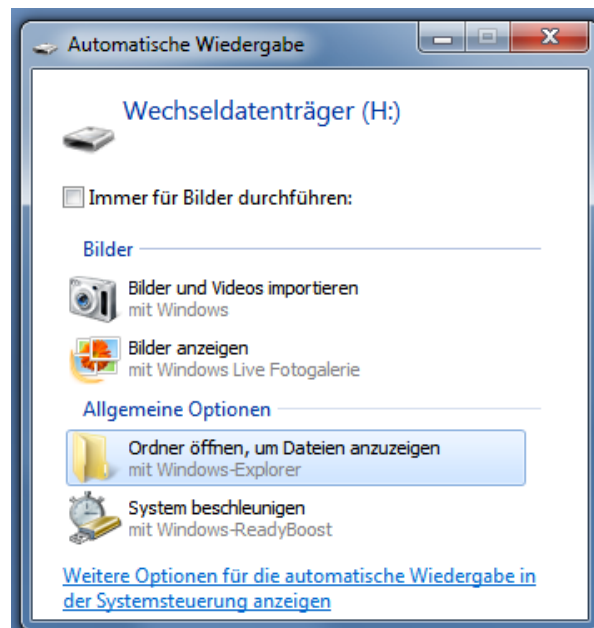 Automatische Wiedergabe
Wechseldatenträger (H:)
Immer für Bilder durchführen:
Bilder
Bilder und Videos importieren
mit Windows
Bilder anzeigen
mit Windows Live Fotogalerie
Allgemeine Optionen
Ordner öffnen, um Dateien anzuzeigen
mit Windows-Explorer
System beschleunigen
mit Windows-ReadyBoost
Weitere Optionen für die automatische Wiedergabe in
der Systemsteuerung anzeigen